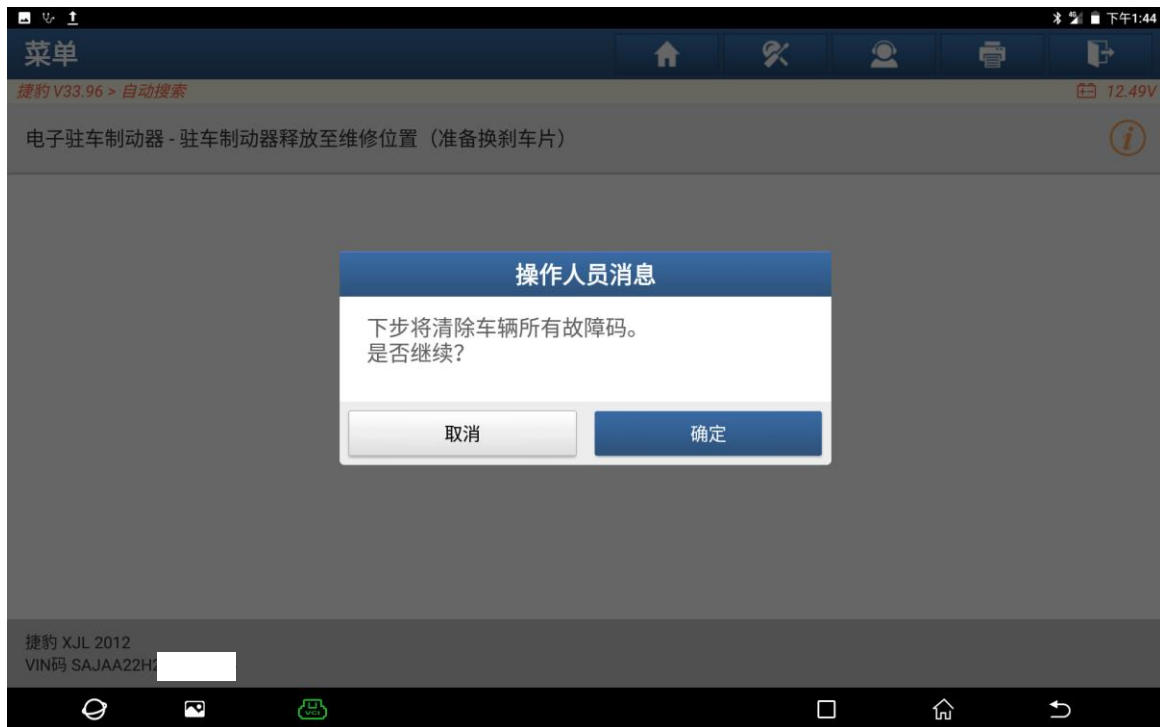 下午1:44
菜单
捷豹 V33.96 > 自动搜索
12.49V
电子驻车制动器 - 驻车制动器释放至维修位置（准备换刹车片）
操作人员消息
下步将清除车辆所有故障码。
是否继续？
取消
确定
捷豹 XJL 2012
VIN码 SAJAA22H
VCI